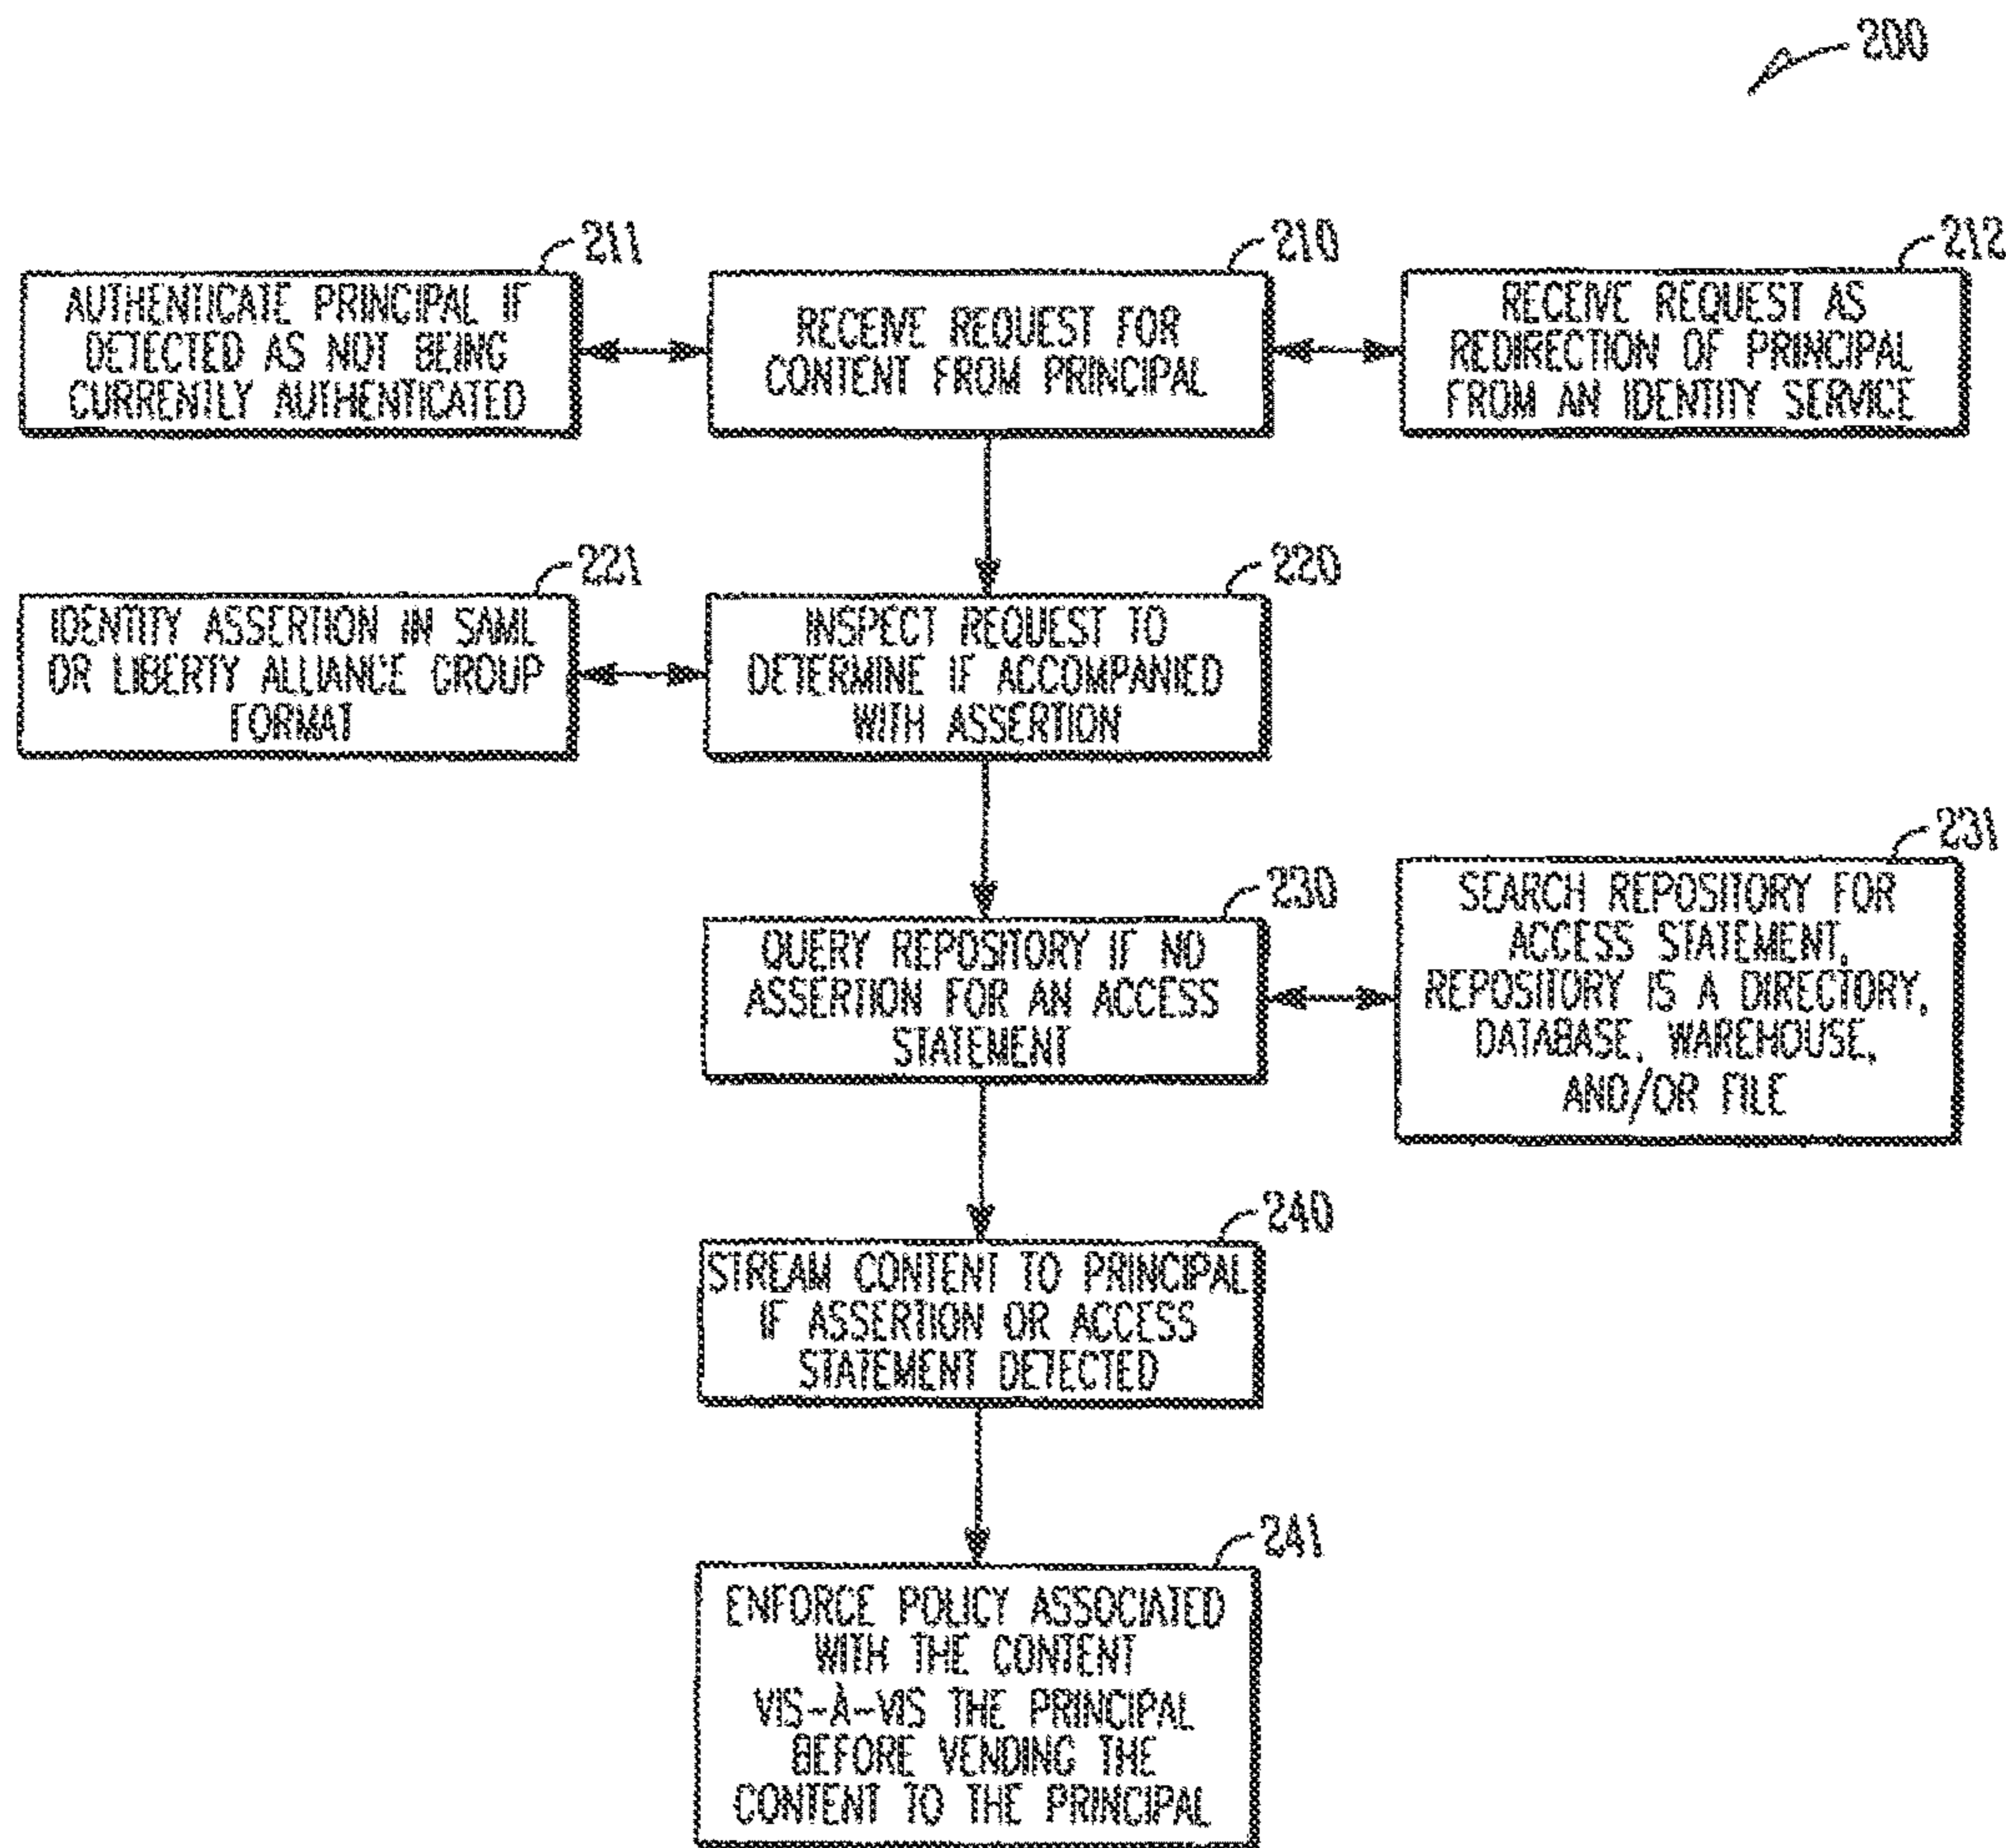 200
211
AUTHENTICATE PRINCIPAL IF
DETECTED AS NOT BEING
CURRENTLY AUTHENTICATED
210
RECEIVE REQUEST FOR
CONTENT FROM PRINCIPAL
212
RECEIVE REQUEST AS
REDIRECTION OF PRINCIPAL
FROM AN IDENTITY SERVICE
221
IDENTITY ASSERTION IN SAML
OR LIBERTY ALLIANCE GROUP
FORMAT
220
INSPECT REQUEST TO
DETERMINE IF ACCOMPANIED
WITH ASSERTION
230
QUERY REPOSITORY IF NO
ASSERTION FOR AN ACCESS
STATEMENT
231
SEARCH REPOSITORY FOR
ACCESS STATEMENT,
REPOSITORY IS A DIRECTORY,
DATABASE, WAREHOUSE,
AND/OR FILE
240
STREAM CONTENT TO PRINCIPAL
IF ASSERTION OR ACCESS
STATEMENT DETECTED
241
ENFORCE POLICY ASSOCIATED
WITH THE CONTENT
VIS-À-VIS THE PRINCIPAL
BEFORE VENDING THE
CONTENT TO THE PRINCIPAL